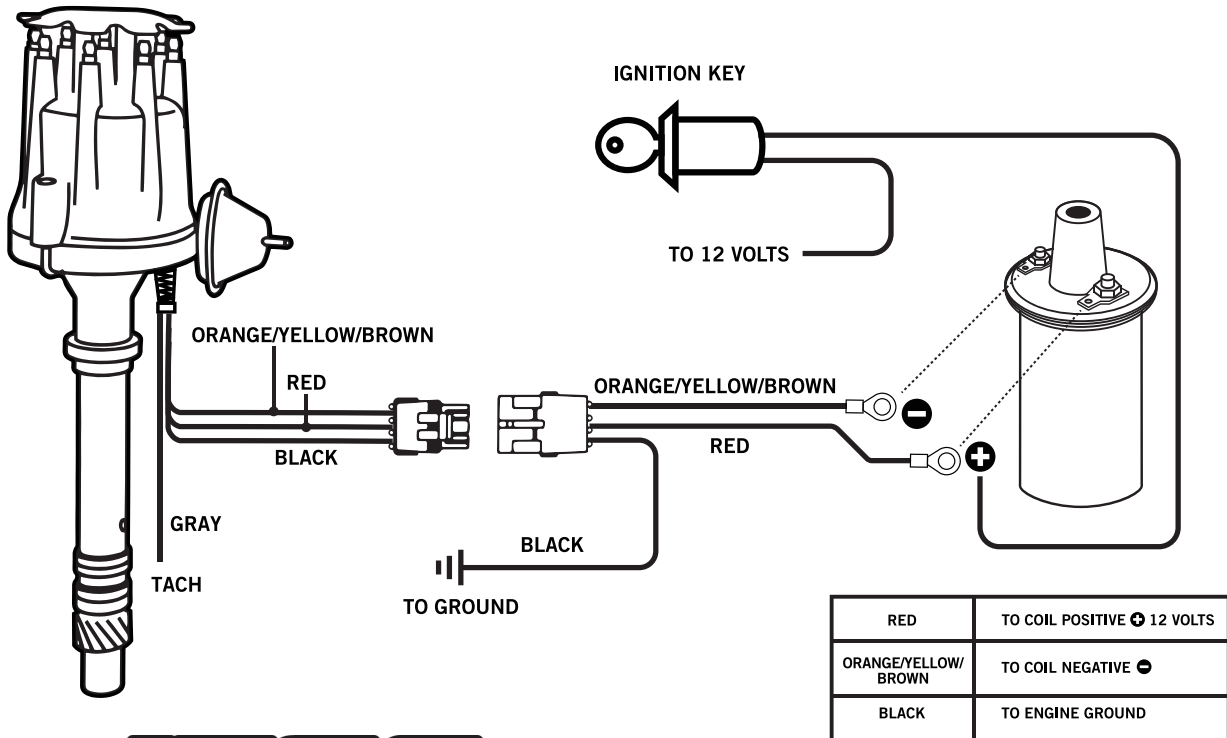 IGNITION KEY
TO 12 VOLTS
ORANGE/YELLOW/BROWN
RED
BLACK
ORANGE/YELLOW/BROWN
RED
GRAY
TACH
BLACK
TO GROUND
RED TO COIL POSITIVE + 12 VOLTS
ORANGE/YELLOW/
BROWN
TO COIL NEGATIVE -
BLACK TO ENGINE GROUND